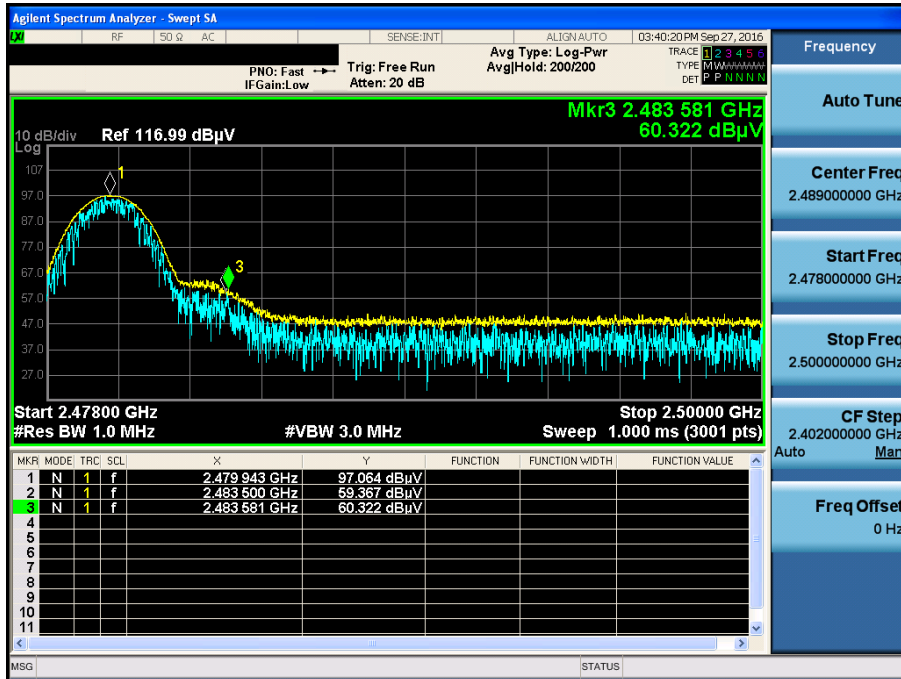 Agilent Spectrum Analyzer - Swept SA
LXI RF 50 Ω AC SENSE:INT ALIGN AUTO 03:40:20 PM Sep 27, 2016
PNO: Fast
IFGain:Low
Trig: Free Run
Atten: 20 dB
Avg Type: Log-Pwr
Avg|Hold: 200/200
TRACE 1 2 3 4 5 6
TYPE MWWWWW
DET P P N N N N
Mkr3 2.483 581 GHz
60.322 dBµV
10 dB/div Ref 116.99 dBµV
Log
107
97.0
87.0
77.0
67.0
57.0
47.0
37.0
27.0
1
3
Start 2.47800 GHz Stop 2.50000 GHz
#Res BW 1.0 MHz #VBW 3.0 MHz Sweep 1.000 ms (3001 pts)
MKR MODE TRC SCL X Y FUNCTION FUNCTION WIDTH FUNCTION VALUE
1 N 1 f 2.479 943 GHz 97.064 dBµV
2 N 1 f 2.483 500 GHz 59.367 dBµV
3 N 1 f 2.483 581 GHz 60.322 dBµV
4
5
6
7
8
9
10
11
MSG STATUS
Frequency
Auto Tune
Center Freq
2.489000000 GHz
Start Freq
2.478000000 GHz
Stop Freq
2.500000000 GHz
CF Step
2.402000000 GHz
Auto Man
Freq Offset
0 Hz